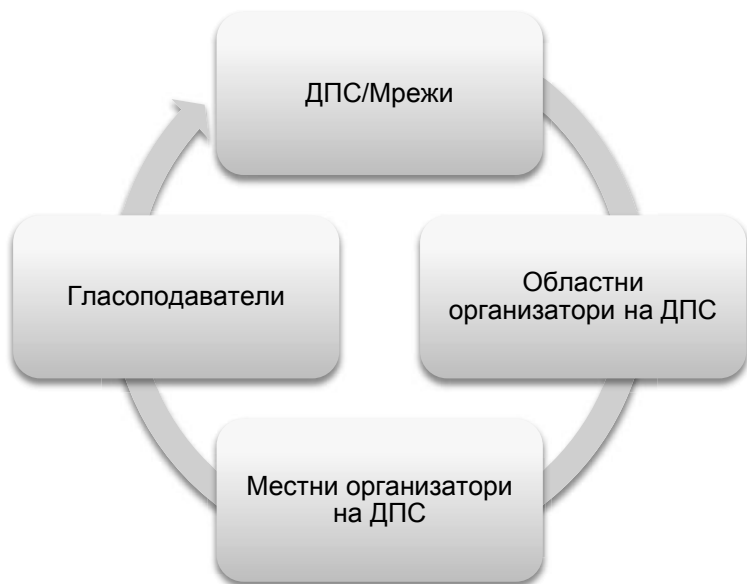 ДПС/Мрежи
Областни
организатори на ДПС
Местни организатори
на ДПС
Гласоподаватели